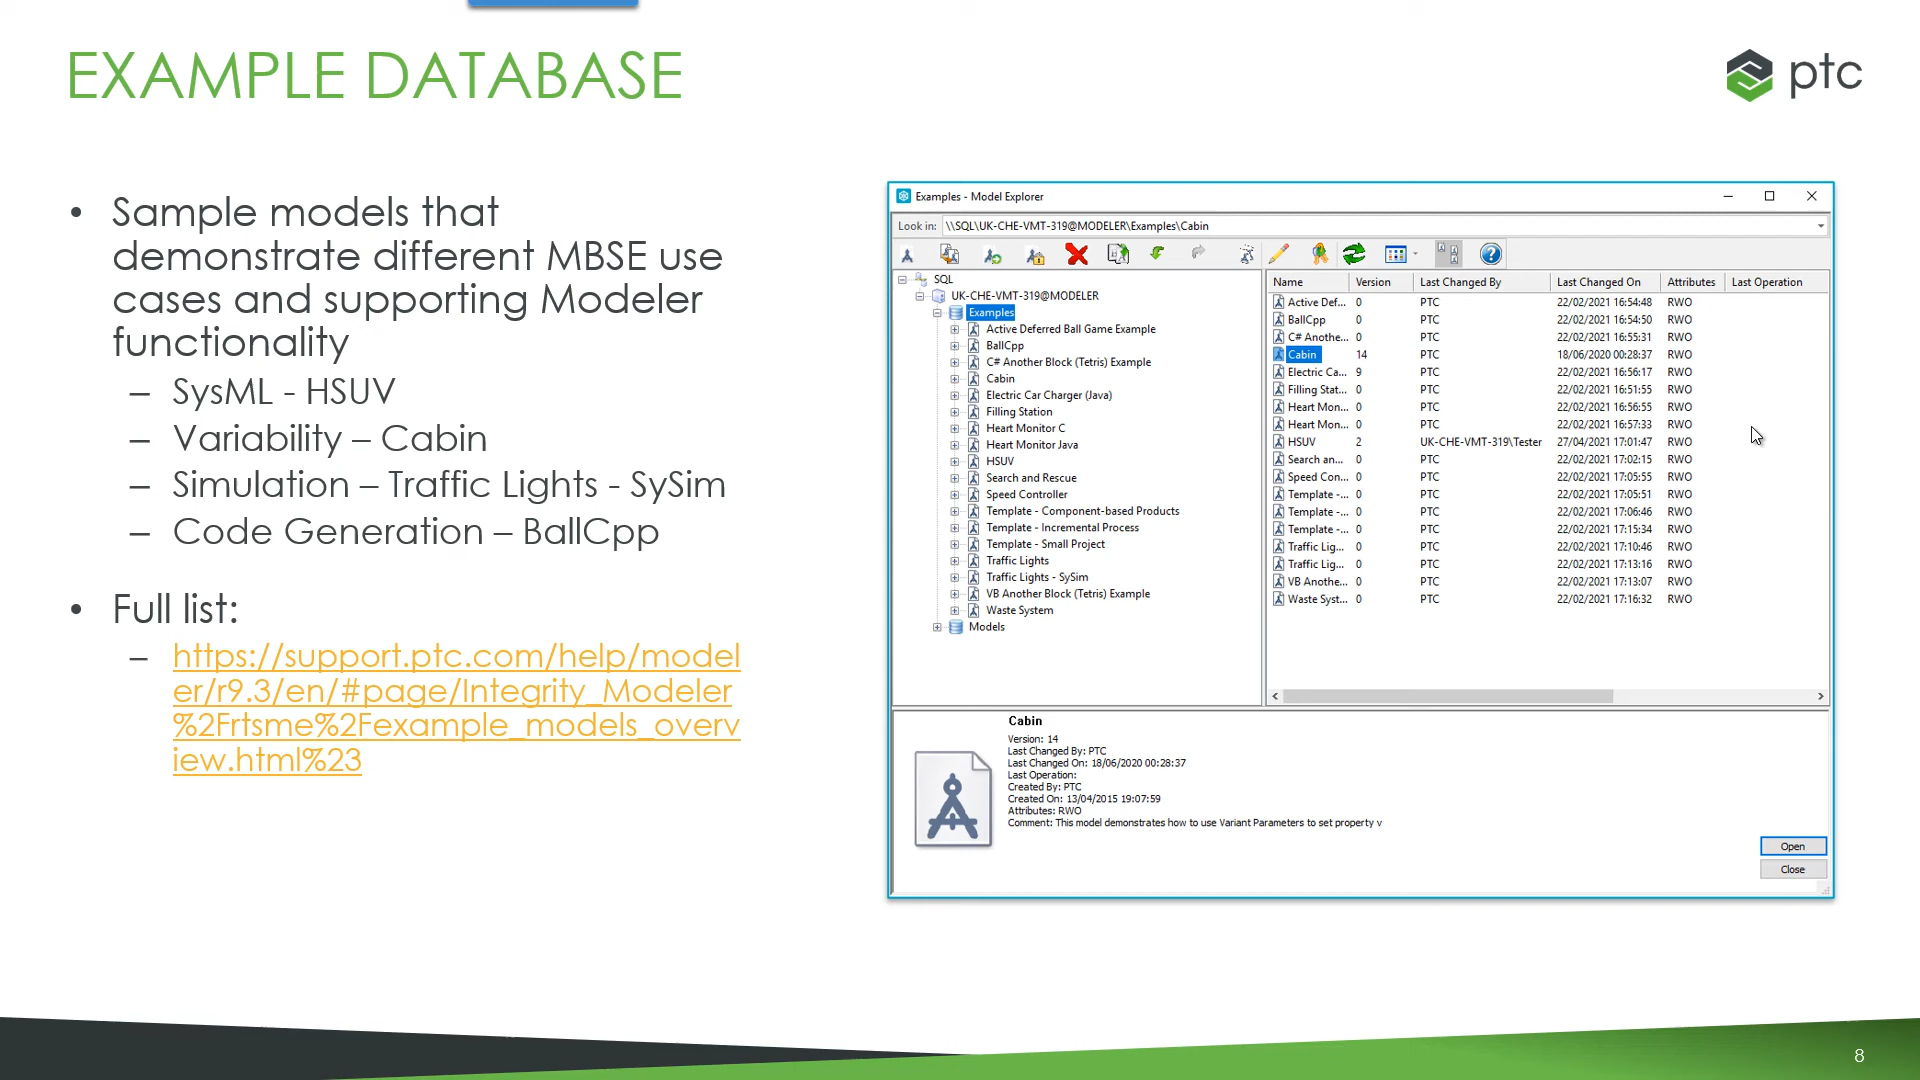 EXAMPLE DATABASE
ptc
• Sample models that
demonstrate different MBSE use
cases and supporting Modeler
functionality
– SysML - HSUV
– Variability – Cabin
– Simulation – Traffic Lights - SySim
– Code Generation – BallCpp
• Full list:
– https://support.ptc.com/help/model
er/r9.3/en/#page/Integrity_Modeler
%2Frtsme%2Fexample_models_overv
iew.html%23
Examples - Model Explorer
Look in: \\SQL\UK-CHE-VMT-319@MODELER\Examples\Cabin
SQL
UK-CHE-VMT-319@MODELER
Examples
Active Deferred Ball Game Example
BallCpp
C# Another Block (Tetris) Example
Cabin
Electric Car Charger (Java)
Filling Station
Heart Monitor C
Heart Monitor Java
HSUV
Search and Rescue
Speed Controller
Template - Component-based Products
Template - Incremental Process
Template - Small Project
Traffic Lights
Traffic Lights - SySim
VB Another Block (Tetris) Example
Waste System
Models
Name Version Last Changed By Last Changed On Attributes Last Operation
Active Def... 0 PTC 22/02/2021 16:54:48 RWO
BallCpp 0 PTC 22/02/2021 16:54:50 RWO
C# Anothe... 0 PTC 22/02/2021 16:55:31 RWO
Cabin 14 PTC 18/06/2020 00:28:37 RWO
Electric Ca... 9 PTC 22/02/2021 16:56:17 RWO
Filling Stat... 0 PTC 22/02/2021 16:51:55 RWO
Heart Mon... 0 PTC 22/02/2021 16:56:55 RWO
Heart Mon... 0 PTC 22/02/2021 16:57:33 RWO
HSUV 2 UK-CHE-VMT-319\Tester 27/04/2021 17:01:47 RWO
Search an... 0 PTC 22/02/2021 17:02:15 RWO
Speed Con... 0 PTC 22/02/2021 17:05:55 RWO
Template -... 0 PTC 22/02/2021 17:05:51 RWO
Template -... 0 PTC 22/02/2021 17:06:46 RWO
Template -... 0 PTC 22/02/2021 17:15:34 RWO
Traffic Lig... 0 PTC 22/02/2021 17:10:46 RWO
Traffic Lig... 0 PTC 22/02/2021 17:13:16 RWO
VB Anothe... 0 PTC 22/02/2021 17:13:07 RWO
Waste Syst... 0 PTC 22/02/2021 17:16:32 RWO
Cabin
Version: 14
Last Changed By: PTC
Last Changed On: 18/06/2020 00:28:37
Last Operation:
Created By: PTC
Created On: 13/04/2015 19:07:59
Attributes: RWO
Comment: This model demonstrates how to use Variant Parameters to set property v
Open
Close
8